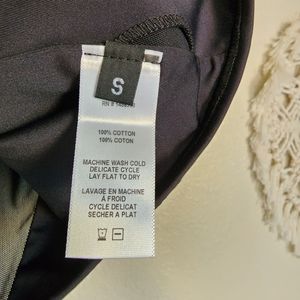 S
RN #
100% COTTON
100% COTON
MACHINE WASH COLD
DELICATE CYCLE
LAY FLAT TO DRY
LAVAGE EN MACHINE
À FROID
CYCLE DELICAT
SECHER A PLAT